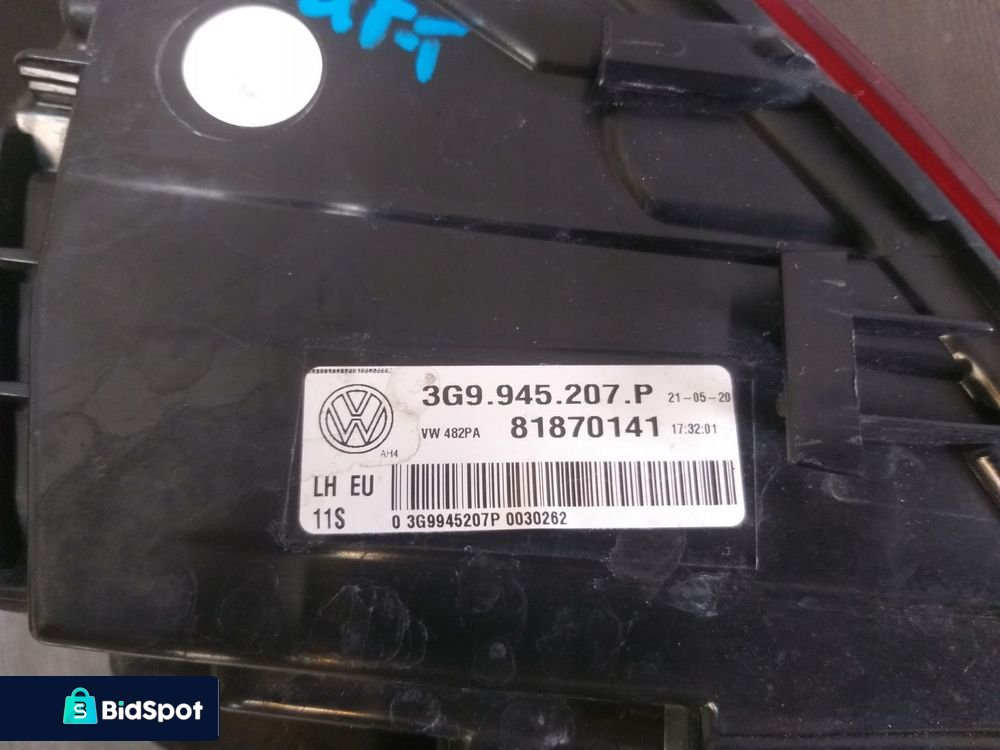 3G9.945.207.P 21-05-20
VW 482PA 81870141 17:32:01
AH4
LH EU
11S 0 3G9945207P 0030262
BidSpot